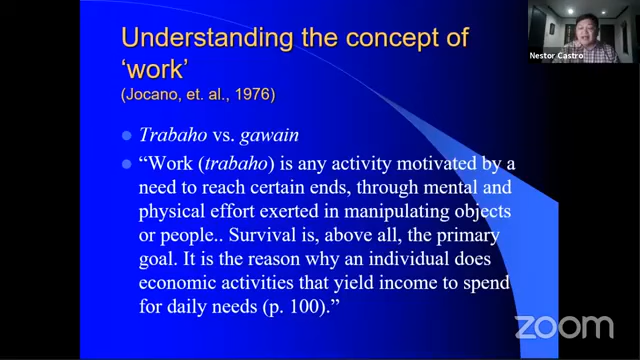 Understanding the concept of
‘work’
(Jocano, et. al., 1976)
Trabaho vs. gawain
“Work (trabaho) is any activity motivated by a
need to reach certain ends, through mental and
physical effort exerted in manipulating objects
or people.. Survival is, above all, the primary
goal. It is the reason why an individual does
economic activities that yield income to spend
for daily needs (p. 100).”
Nestor Castro
zoom